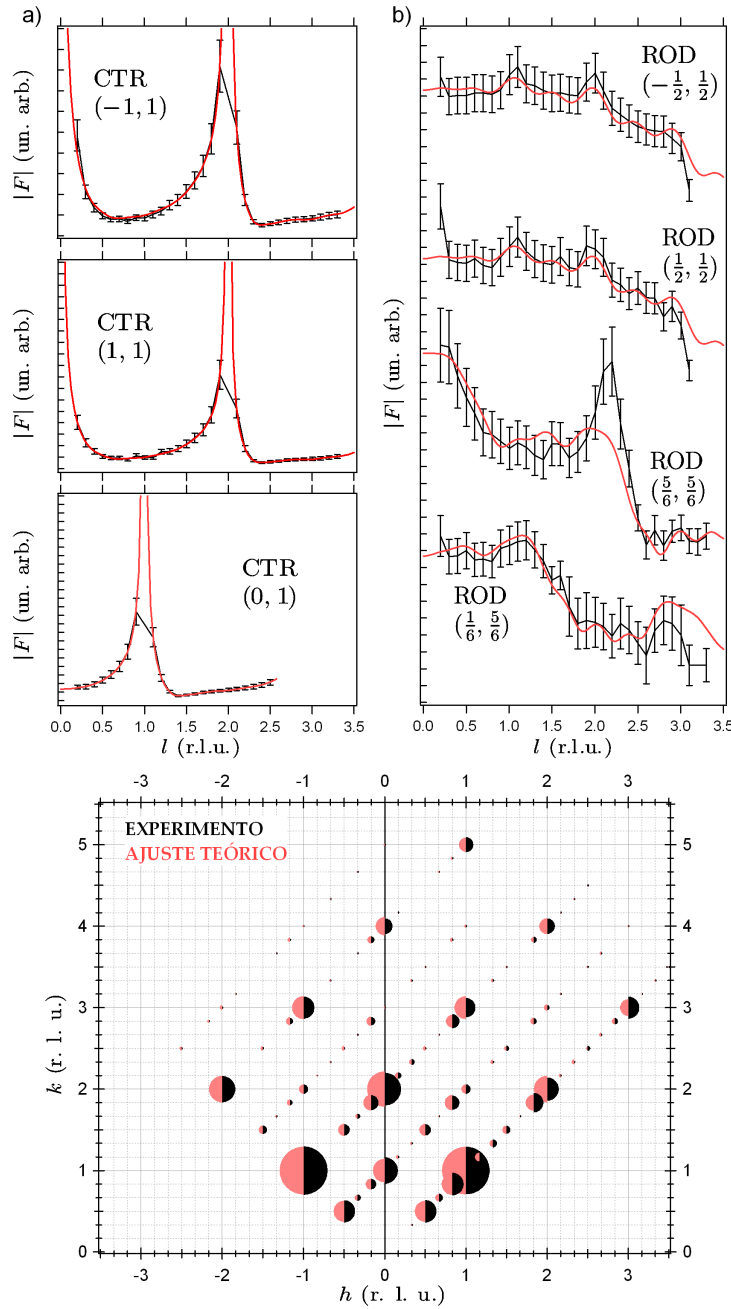 a)
CTR
(−1, 1)
|F| (un. arb.)
CTR
(1, 1)
|F| (un. arb.)
CTR
(0, 1)
|F| (un. arb.)
0.0 0.5 1.0 1.5 2.0 2.5 3.0 3.5
l (r.l.u.)
b)
ROD
(−1/2, 1/2)
ROD
(1/2, 1/2)
|F| (un. arb.)
ROD
(5/6, 5/6)
ROD
(1/6, 5/6)
0.0 0.5 1.0 1.5 2.0 2.5 3.0 3.5
l (r.l.u.)
-3 -2 -1 0 1 2 3
EXPERIMENTO
AJUSTE TEÓRICO
5 5
4 4
3 3
2 2
1 1
0 0
k (r. l. u.)
-3 -2 -1 0 1 2 3
h (r. l. u.)